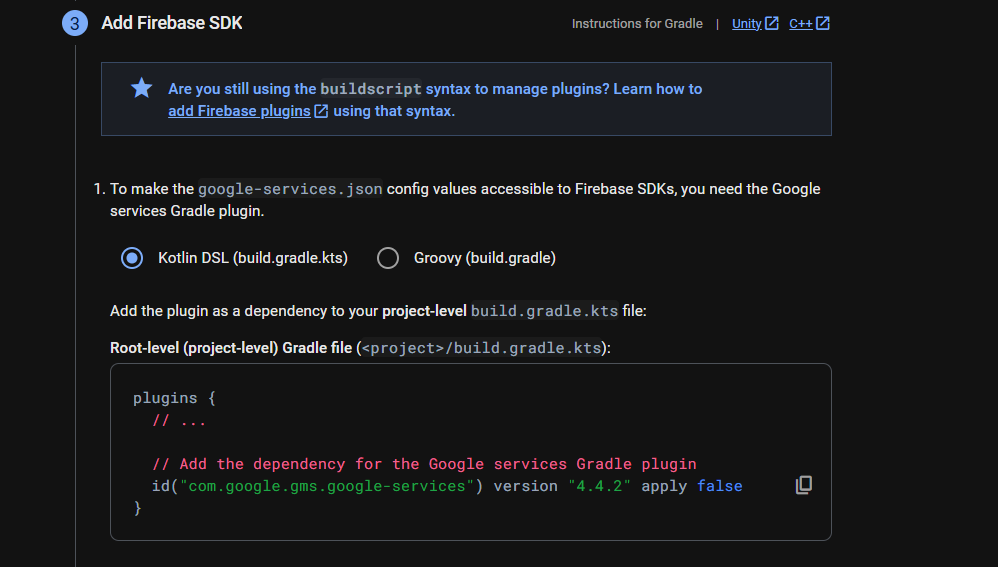 3 Add Firebase SDK Instructions for Gradle | Unity C++
Are you still using the buildscript syntax to manage plugins? Learn how to
add Firebase plugins using that syntax.
1. To make the google-services.json config values accessible to Firebase SDKs, you need the Google
services Gradle plugin.
Kotlin DSL (build.gradle.kts) Groovy (build.gradle)
Add the plugin as a dependency to your project-level build.gradle.kts file:
Root-level (project-level) Gradle file (<project>/build.gradle.kts):
plugins {
// ...
// Add the dependency for the Google services Gradle plugin
id("com.google.gms.google-services") version "4.4.2" apply false
}